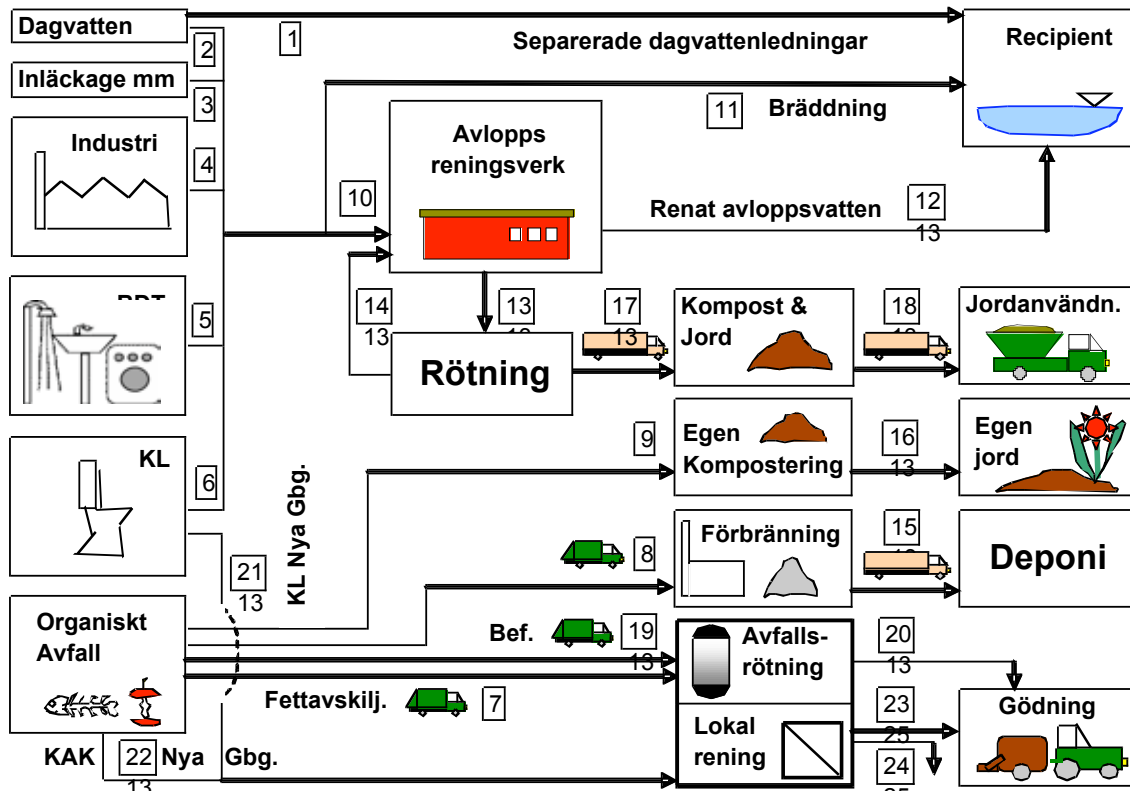 Dagvatten
2
1
Separerade dagvattenledningar
Recipient
Inläckage mm
3
11
Bräddning
Industri
4
Avlopps
reningsverk
10
Renat avloppsvatten
12
13
5
14
13
13
17
13
Kompost &
Jord
18
Jordanvändn.
Rötning
9
Egen
Kompostering
16
13
Egen
jord
KL
6
KL Nya Gbg.
21
13
8
Förbränning
15
Deponi
Organiskt
Avfall
Bef.
19
13
Avfalls-
rötning
20
13
Fettavskilj.
7
Lokal
rening
23
25
Gödning
KAK
22
13
Nya Gbg.
24